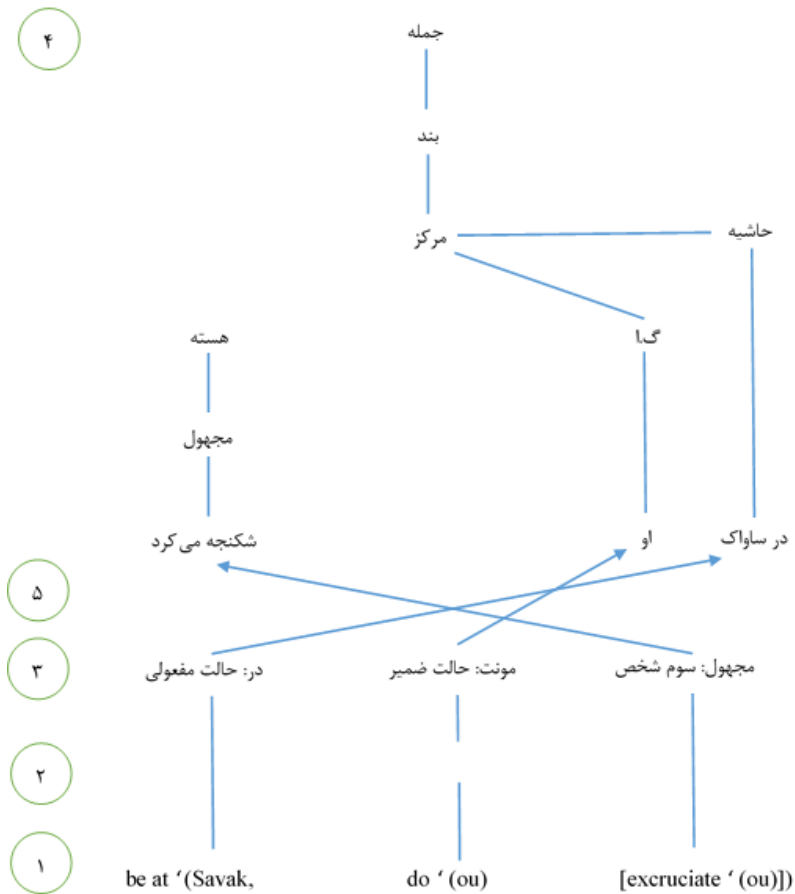 ۴ جمله
بند
حاشیه مرکز
گ.ا هسته
مجهول
در ساواک او شکنجه می‌کرد
۵
مجهول: سوم شخص مونت: حالت ضمیر در: حالت مفعولی ۳
۲
۱ be at ‘(Savak, do ‘ (ou) [excruciate ‘ (ou)])